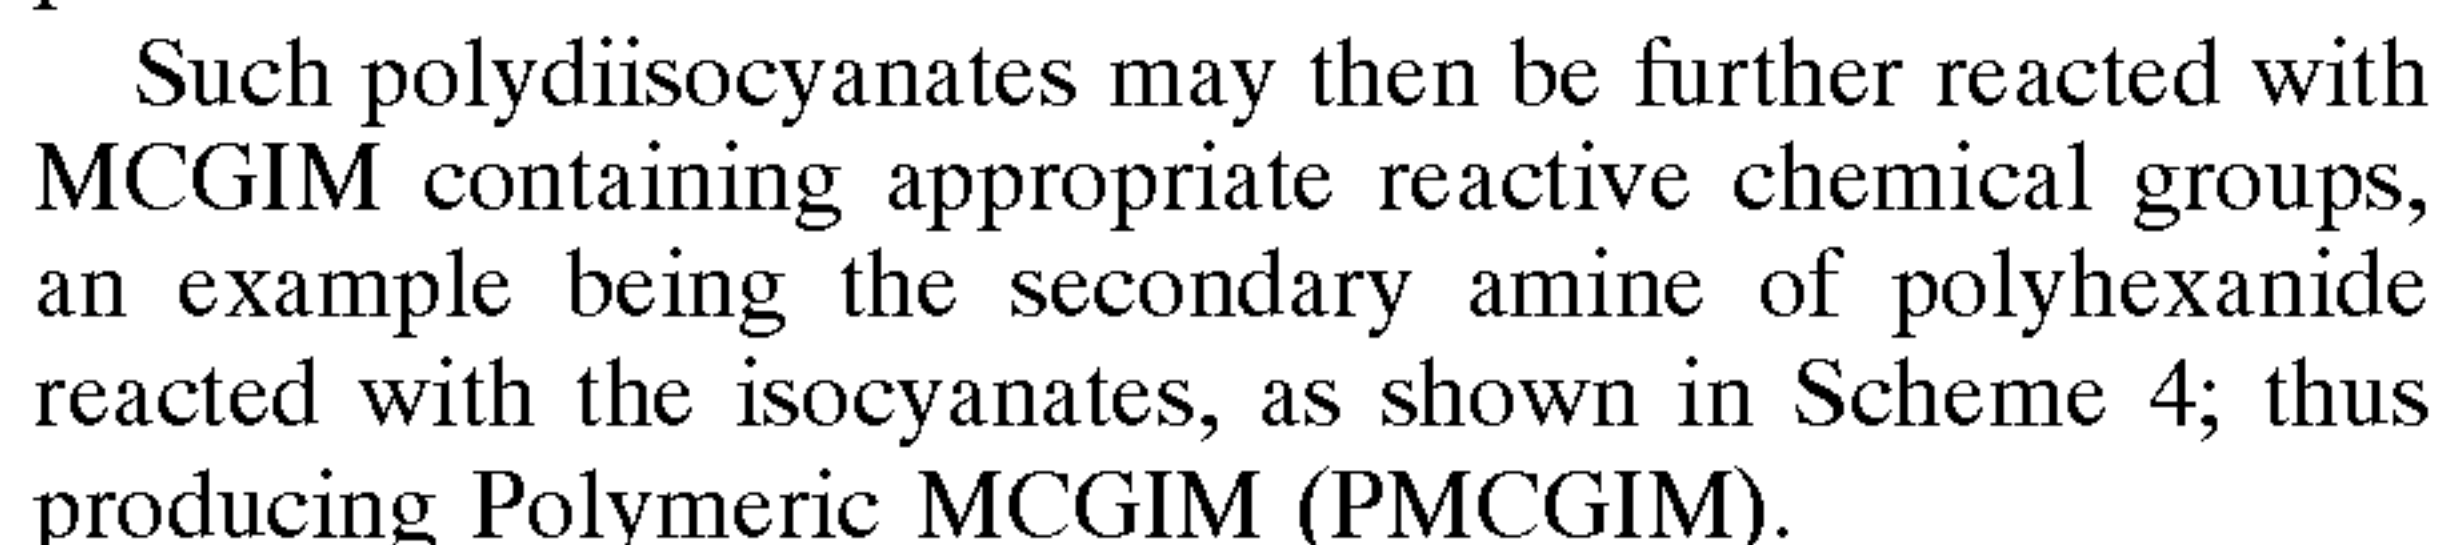 Such polydiisocyanates may then be further reacted with
MCGIM containing appropriate reactive chemical groups,
an example being the secondary amine of polyhexanide
reacted with the isocyanates, as shown in Scheme 4; thus
producing Polymeric MCGIM (PMCGIM).